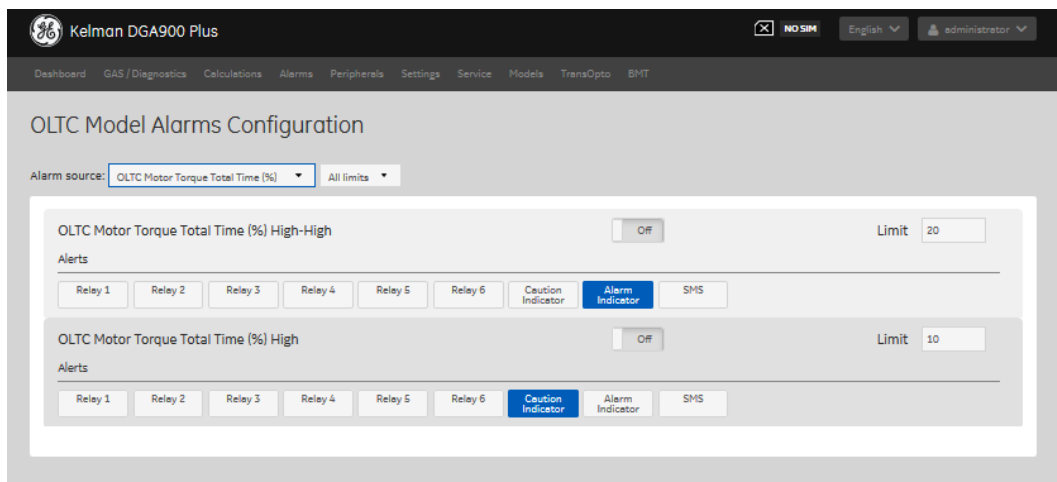 Kelman DGA900 Plus NO SIM English administrator
Dashboard GAS / Diagnostics Calculations Alarms Peripherals Settings Service Models TransOpto BMT
OLTC Model Alarms Configuration
Alarm source: OLTC Motor Torque Total Time (%) All limits
OLTC Motor Torque Total Time (%) High-High Off Limit 20
Alerts
Relay 1 Relay 2 Relay 3 Relay 4 Relay 5 Relay 6 Caution Indicator Alarm Indicator SMS
OLTC Motor Torque Total Time (%) High Off Limit 10
Alerts
Relay 1 Relay 2 Relay 3 Relay 4 Relay 5 Relay 6 Caution Indicator Alarm Indicator SMS